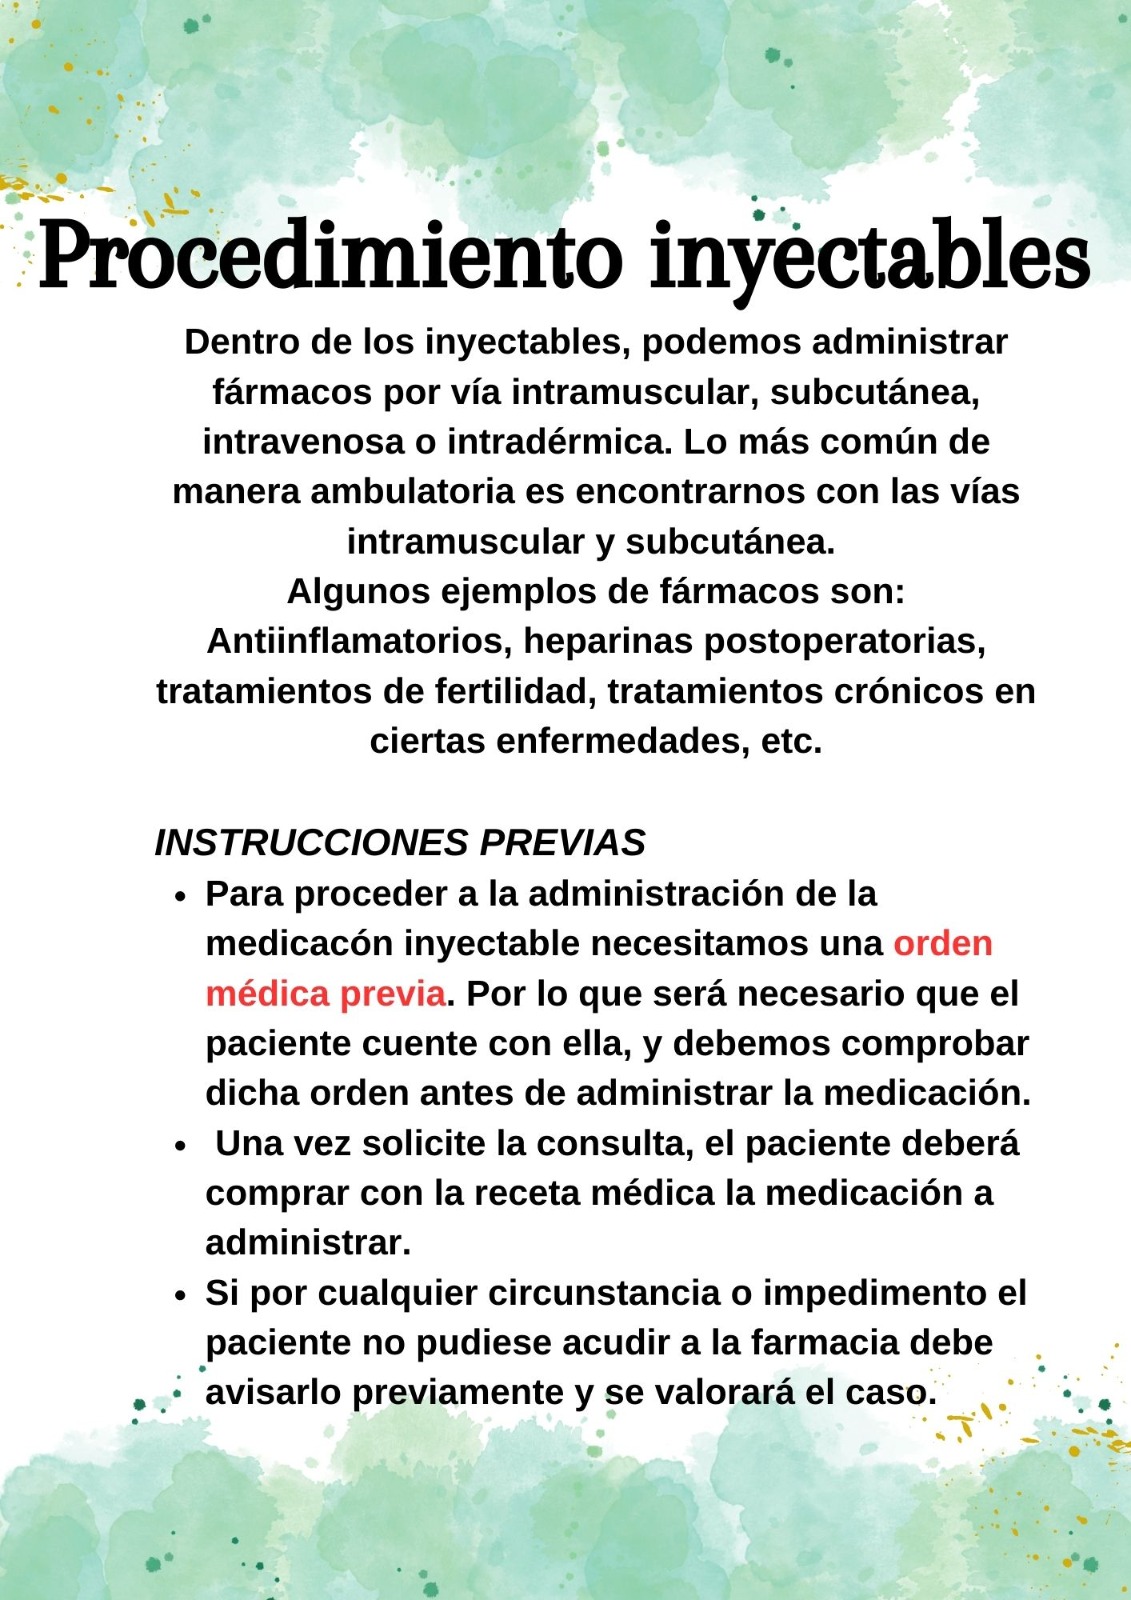 Procedimiento inyectables
Dentro de los inyectables, podemos administrar
fármacos por vía intramuscular, subcutánea,
intravenosa o intradérmica. Lo más común de
manera ambulatoria es encontrarnos con las vías
intramuscular y subcutánea.
Algunos ejemplos de fármacos son:
Antiinflamatorios, heparinas postoperatorias,
tratamientos de fertilidad, tratamientos crónicos en
ciertas enfermedades, etc.
INSTRUCCIONES PREVIAS
• Para proceder a la administración de la
medicacón inyectable necesitamos una orden
médica previa. Por lo que será necesario que el
paciente cuente con ella, y debemos comprobar
dicha orden antes de administrar la medicación.
• Una vez solicite la consulta, el paciente deberá
comprar con la receta médica la medicación a
administrar.
• Si por cualquier circunstancia o impedimento el
paciente no pudiese acudir a la farmacia debe
avisarlo previamente y se valorará el caso.